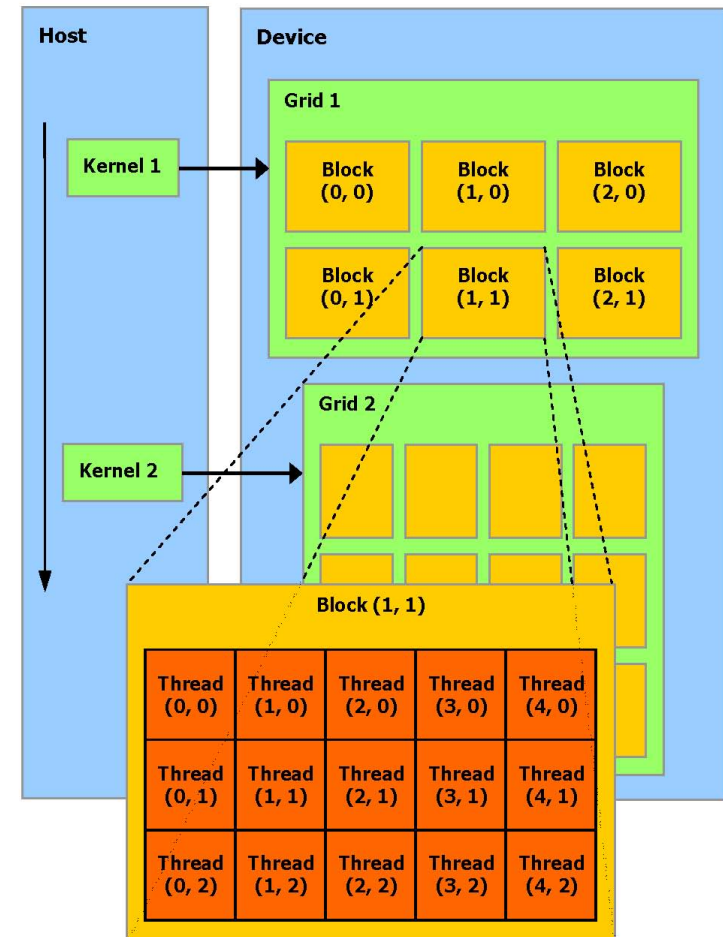 Host
Device
Grid 1
Kernel 1
Block
(0, 0)
Block
(1, 0)
Block
(2, 0)
Block
(0, 1)
Block
(1, 1)
Block
(2, 1)
Grid 2
Kernel 2
Block (1, 1)
Thread
(0, 0)
Thread
(1, 0)
Thread
(2, 0)
Thread
(3, 0)
Thread
(4, 0)
Thread
(0, 1)
Thread
(1, 1)
Thread
(2, 1)
Thread
(3, 1)
Thread
(4, 1)
Thread
(0, 2)
Thread
(1, 2)
Thread
(2, 2)
Thread
(3, 2)
Thread
(4, 2)